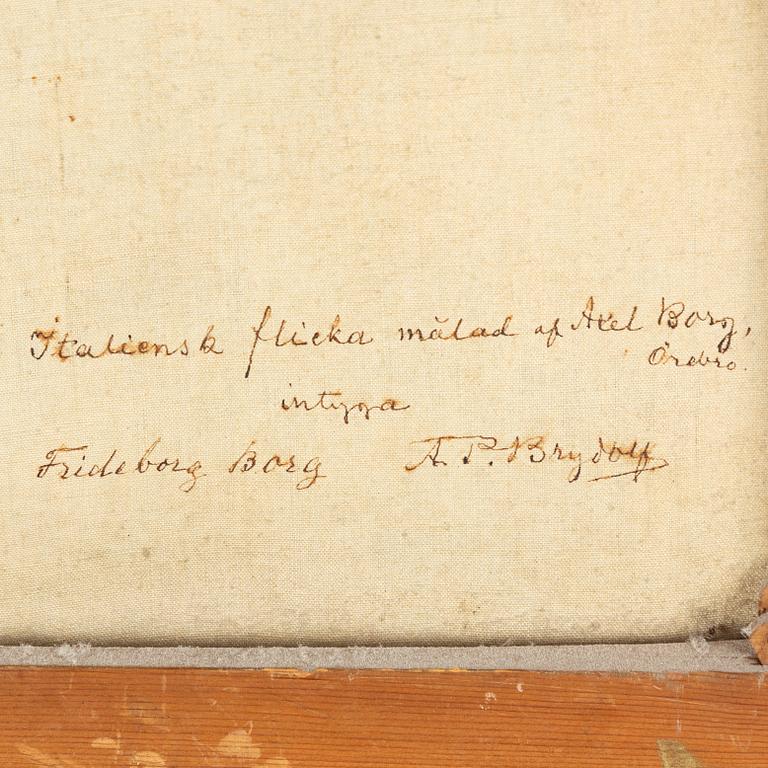 Italiensk flicka målad af Axel Borg,
Örebro.
intyga
Frideborg Borg A. P. Brydolf